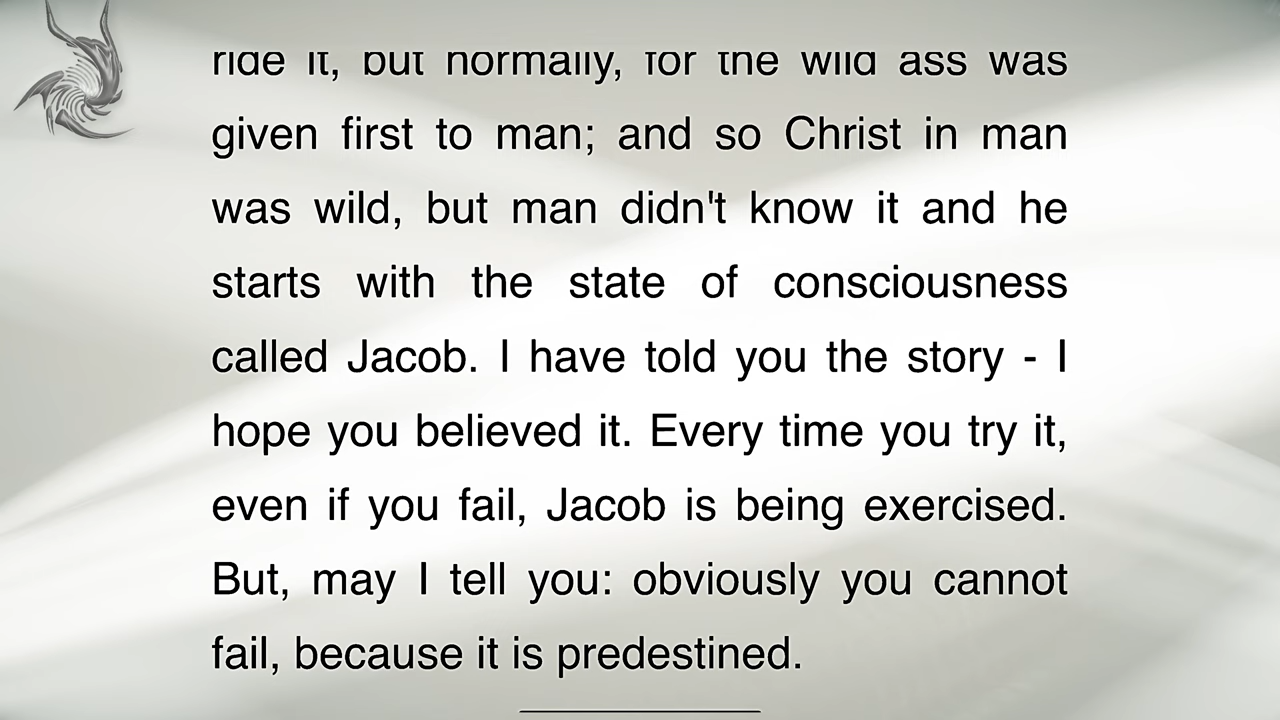 ride it, but normally, for the wild ass was
given first to man; and so Christ in man
was wild, but man didn't know it and he
starts with the state of consciousness
called Jacob. I have told you the story - I
hope you believed it. Every time you try it,
even if you fail, Jacob is being exercised.
But, may I tell you: obviously you cannot
fail, because it is predestined.